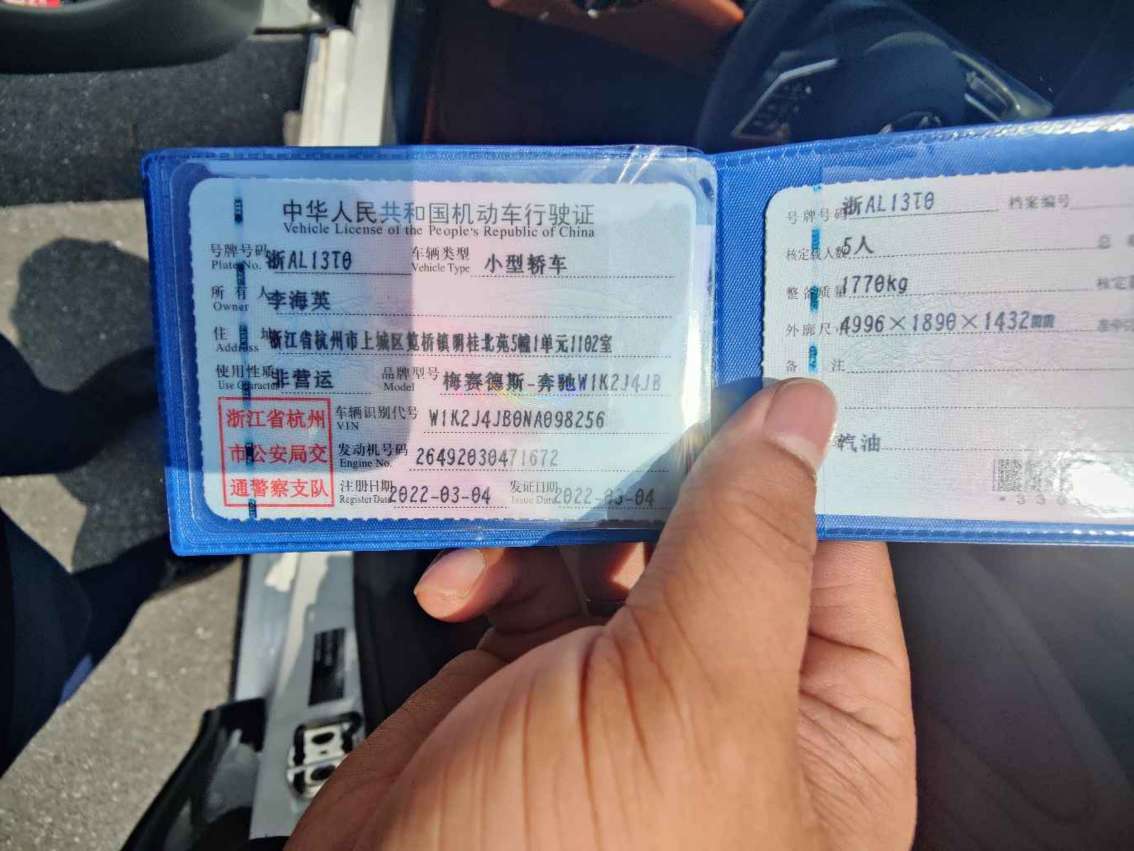 中华人民共和国机动车行驶证
Vehicle License of the People's Republic of China
号牌号码 浙AL13T0 车辆类型 小型轿车
Plate No. Vehicle Type
所有人 李海英
Owner
住址 浙江省杭州市上城区笕桥镇明桂北苑5幢1单元1102室
Address
使用性质 非营运 品牌型号 梅赛德斯-奔驰W1K2J4JB
Use Character Model
浙江省杭州
市公安局交
通警察支队
车辆识别代号 W1K2J4JB0NA098256
VIN
发动机号码 26492030471672
Engine No.
注册日期 2022-03-04 发证日期 2022-03-04
Register Date Issue Date
号牌号码 浙AL13T0 档案编号
核定载人数 5人 总
整备质量 1770kg 核定
外廓尺 4996×1890×1432mm
备注
汽油